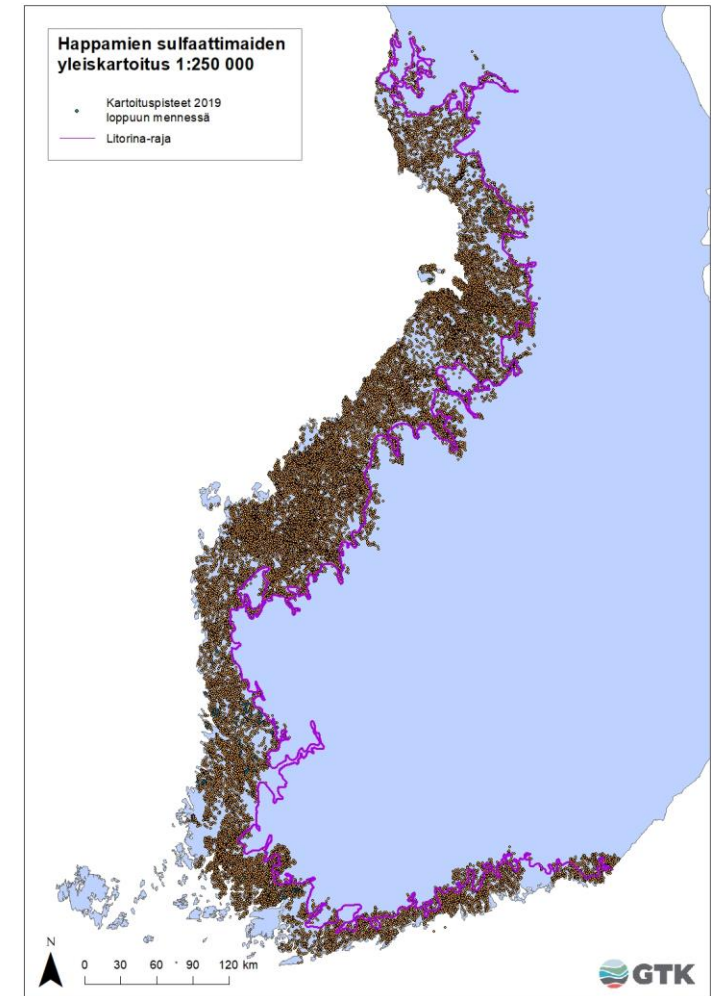 Happamien sulfaattimaiden
yleiskartoitus 1:250 000
Kartoituspisteet 2019
loppuun mennessä
Litorina-raja
N
0 30 60 90 120 km
GTK